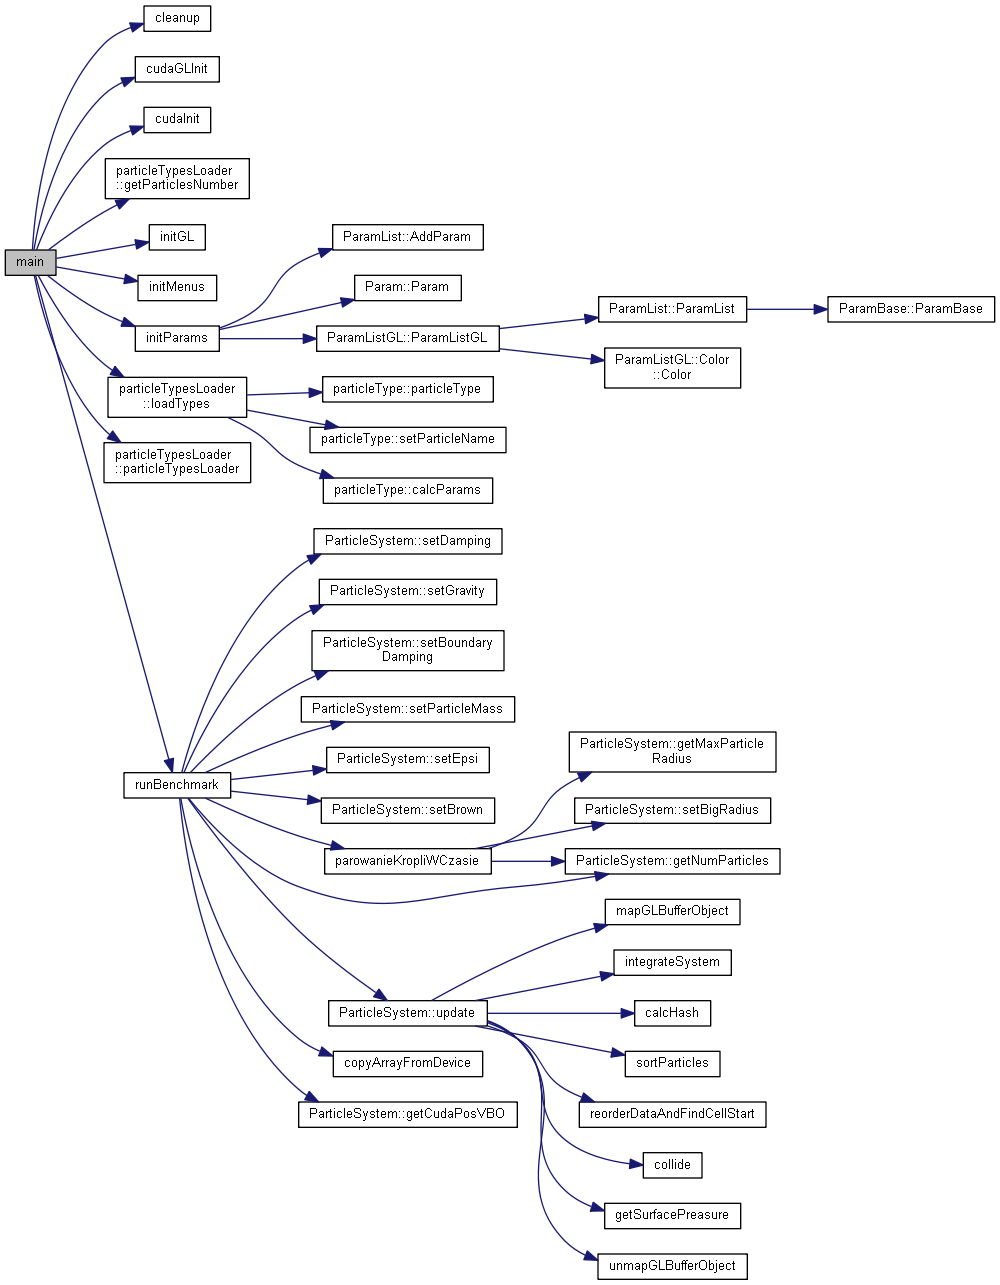 cleanup
cudaGLInit
cudaInit
particleTypesLoader
::getParticlesNumber
initGL
main
initMenus
initParams
particleTypesLoader
::loadTypes
particleTypesLoader
::particleTypesLoader
runBenchmark
ParamList::AddParam
Param::Param
ParamListGL::ParamListGL
ParamList::ParamList
ParamBase::ParamBase
ParamListGL::Color
::Color
particleType::particleType
particleType::setParticleName
particleType::calcParams
ParticleSystem::setDamping
ParticleSystem::setGravity
ParticleSystem::setBoundary
Damping
ParticleSystem::setParticleMass
ParticleSystem::setEpsi
ParticleSystem::setBrown
parowanieKropliWCzasie
ParticleSystem::getMaxParticle
Radius
ParticleSystem::setBigRadius
ParticleSystem::getNumParticles
ParticleSystem::update
copyArrayFromDevice
ParticleSystem::getCudaPosVBO
mapGLBufferObject
integrateSystem
calcHash
sortParticles
reorderDataAndFindCellStart
collide
getSurfacePreasure
unmapGLBufferObject